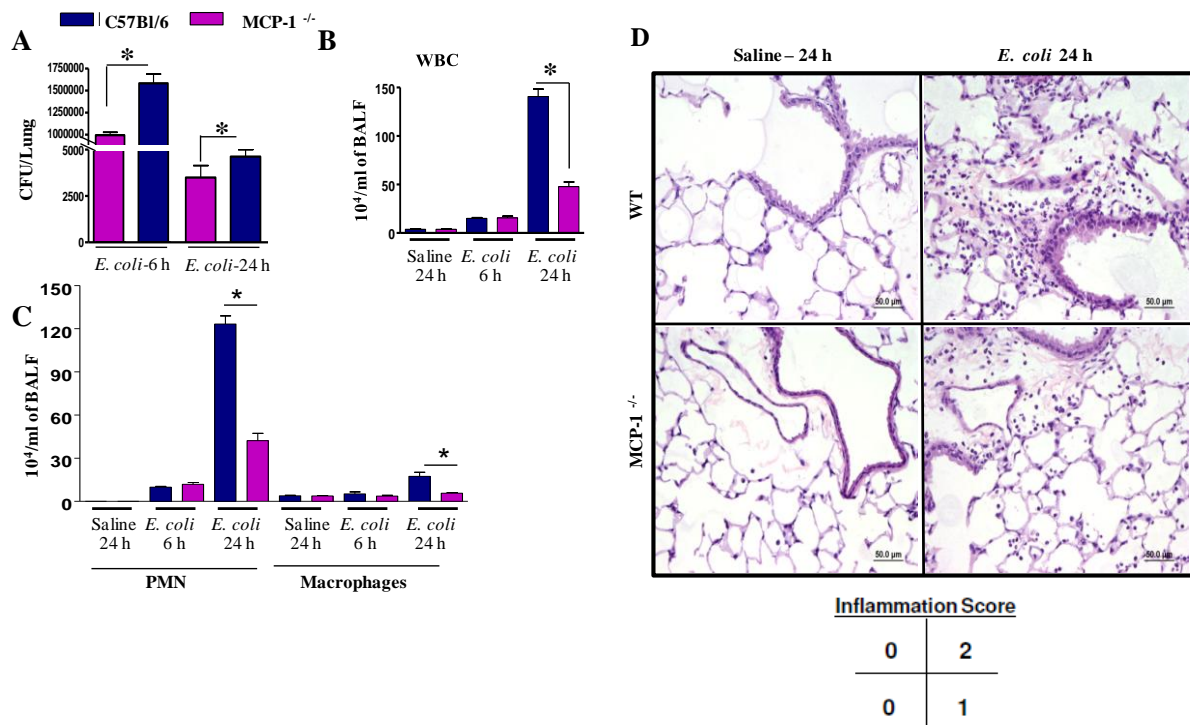 C57Bl/6 MCP-1 -/-
A
*
*
CFU/Lung
1750000
1500000
1250000
1000000
5000
2500
0
E. coli-6 h E. coli-24 h
B
WBC
*
10⁴/ml of BALF
150
100
50
0
Saline 24 h
E. coli 6 h
E. coli 24 h
C
*
*
10⁴/ml of BALF
150
120
90
60
30
0
Saline 24 h
E. coli 6 h
E. coli 24 h
Saline 24 h
E. coli 6 h
E. coli 24 h
PMN Macrophages
D
Saline – 24 h E. coli 24 h
WT
50.0 µm 50.0 µm
MCP-1 -/-
50.0 µm 50.0 µm
Inflammation Score
0 2
0 1